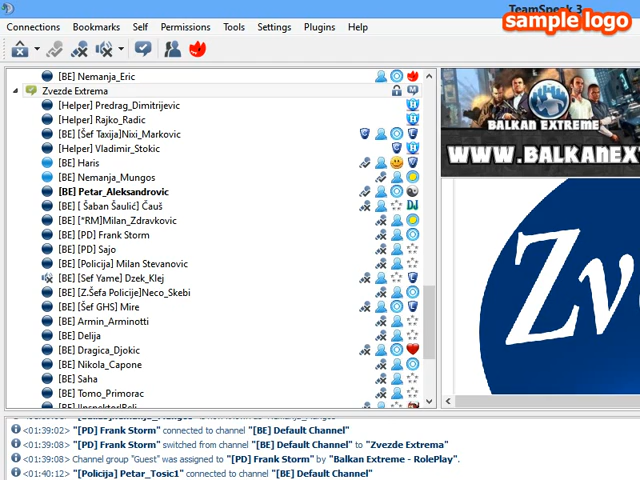 TeamSpeak 3
sample logo
Connections Bookmarks Self Permissions Tools Settings Plugins Help
[BE] Nemanja_Eric
Zvezde Extrema
[Helper] Predrag_Dimitrijevic
[Helper] Rajko_Radic
[BE] [Šef Taxija]Nixi_Markovic
[Helper] Vladimir_Stokic
[BE] Haris
[BE] Nemanja_Mungos
[BE] Petar_Aleksandrovic
[BE] [ Šaban Šaulić] Čauš
[BE] [*RM]Milan_Zdravkovic
[BE] [PD] Frank Storm
[BE] [PD] Sajo
[BE] [Policija] Milan Stevanovic
[BE] [Sef Yame] Dzek_Klej
[BE] [Z.Šefa Policije]Neco_Skebi
[BE] [Šef GHS] Mire
[BE] Armin_Arminotti
[BE] Delija
[BE] Dragica_Djokic
[BE] Nikola_Capone
[BE] Saha
[BE] Tomo_Primorac
DJ
BALKAN EXTREME
WWW.BALKANEX
Zv
<01:39:02> "[PD] Frank Storm" connected to channel "[BE] Default Channel"
<01:39:08> "[PD] Frank Storm" switched from channel "[BE] Default Channel" to "Zvezde Extrema"
<01:39:08> Channel group "Guest" was assigned to "[PD] Frank Storm" by "Balkan Extreme - RolePlay".
<01:40:12> "[Policija] Petar_Tosic1" connected to channel "[BE] Default Channel"